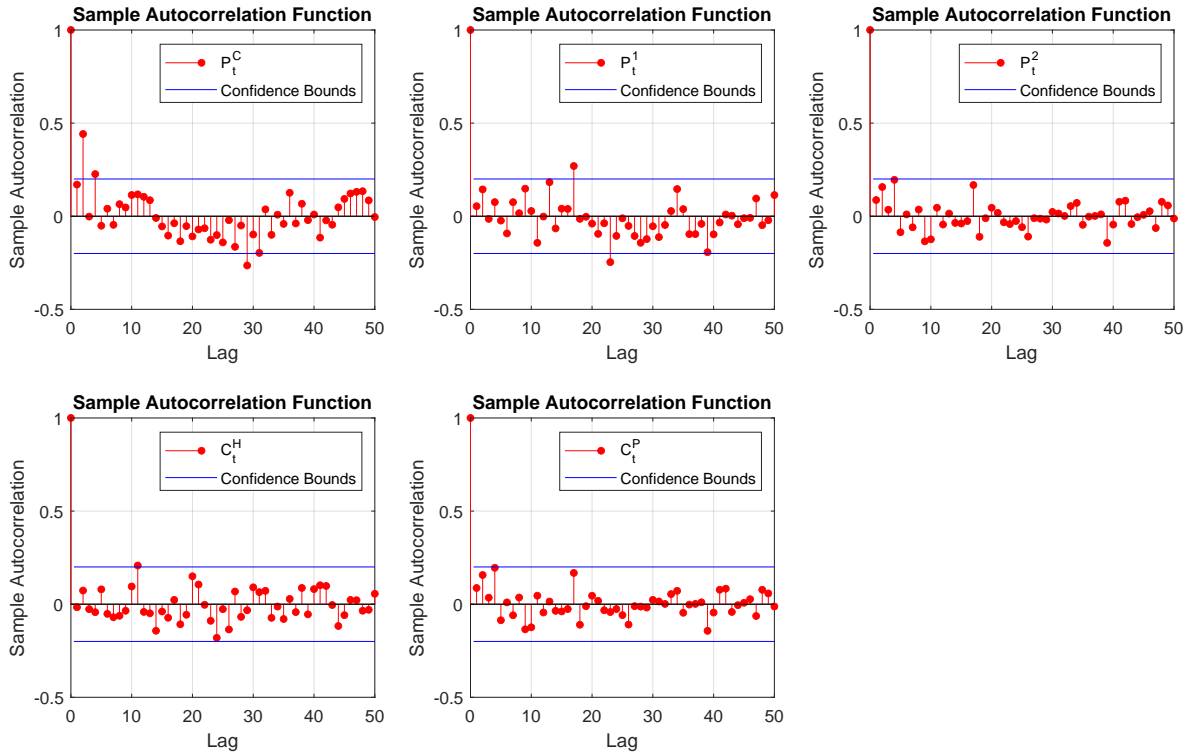 Sample Autocorrelation Function
Sample Autocorrelation
1
0.5
0
-0.5
P_t^C
Confidence Bounds
0 10 20 30 40 50
Lag
Sample Autocorrelation Function
Sample Autocorrelation
1
0.5
0
-0.5
P_t^1
Confidence Bounds
0 10 20 30 40 50
Lag
Sample Autocorrelation Function
Sample Autocorrelation
1
0.5
0
-0.5
P_t^2
Confidence Bounds
0 10 20 30 40 50
Lag
Sample Autocorrelation Function
Sample Autocorrelation
1
0.5
0
-0.5
C_t^H
Confidence Bounds
0 10 20 30 40 50
Lag
Sample Autocorrelation Function
Sample Autocorrelation
1
0.5
0
-0.5
C_t^P
Confidence Bounds
0 10 20 30 40 50
Lag